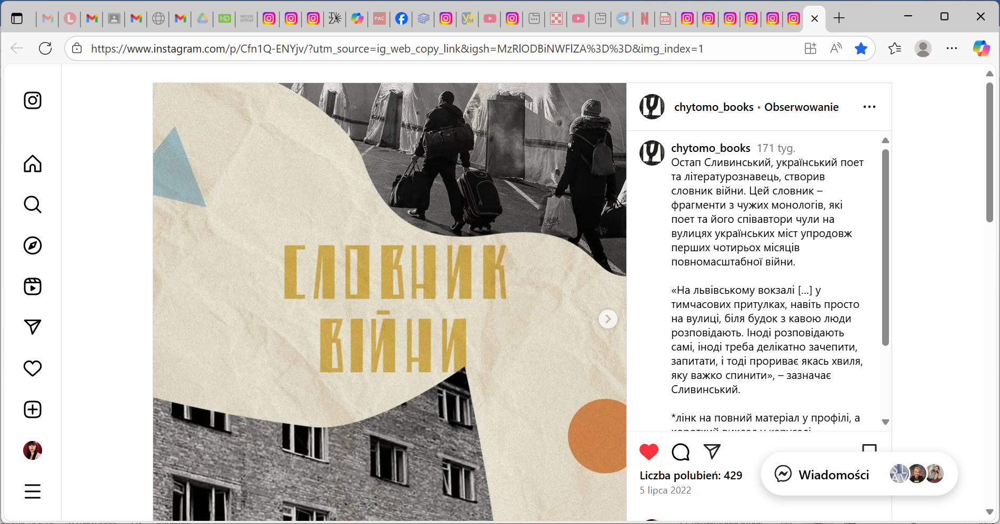 https://www.instagram.com/p/Cfn1Q-ENYjv/?utm_source=ig_web_copy_link&igsh=MzRlODBiNWFlZA%3D%3D&img_index=1
СЛОВНИК
ВІЙНИ
chytomo_books • Obserwowanie
chytomo_books 171 tyg.
Остап Сливинський, український поет
та літературознавець, створив
словник війни. Цей словник –
фрагменти з чужих монологів, які
поет та його співавтори чули на
вулицях українських міст упродовж
перших чотирьох місяців
повномасштабної війни.
«На львівському вокзалі [...] у
тимчасових притулках, навіть просто
на вулиці, біля будок з кавою люди
розповідають. Іноді розповідають
самі, іноді треба делікатно зачепити,
запитати, і тоді прориває якась хвиля,
яку важко спинити», – зазначає
Сливинський.
*лінк на повний матеріал у профілі, а
Liczba polubień: 429
5 lipca 2022
Wiadomości